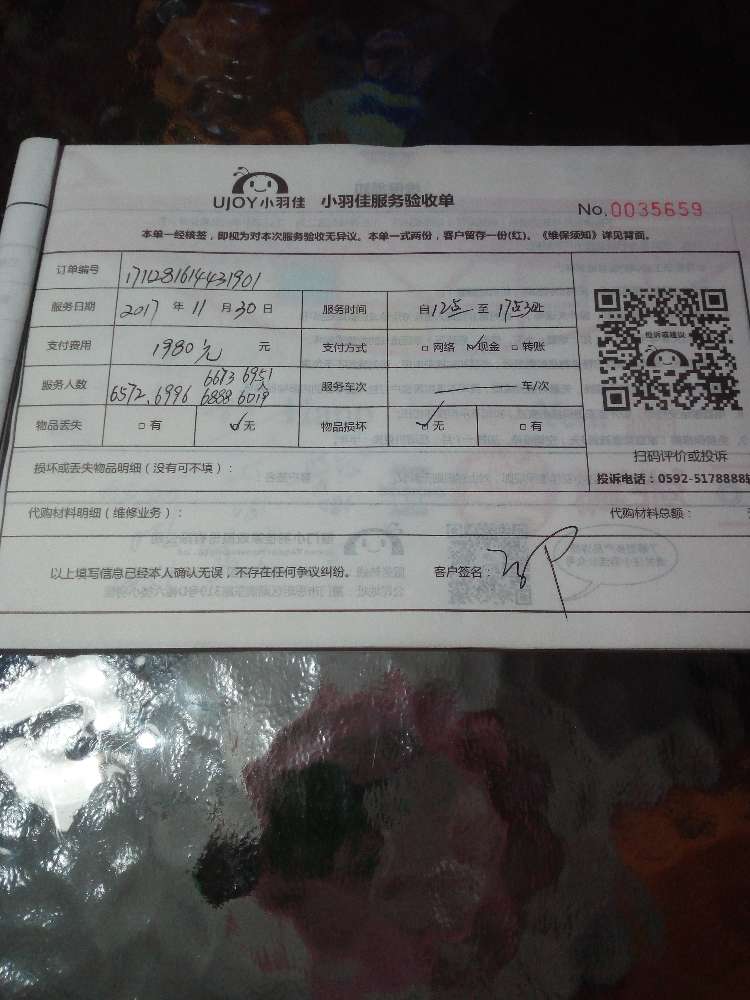 UJOY小羽佳 小羽佳服务验收单 No.0035659
本单一经核签，即视为对本次服务验收无异议。本单一式两份，客户留存一份(红)。《维保须知》详见背面。
订单编号 1711281614431901
服务日期 2017 年 11 月 30 日 服务时间 自12点 至 17点30止
支付费用 1980元 元 支付方式 □网络 ☑现金 □转账
投诉或建议
服务人数 6673 6951
6572、6996 6888 6019 人 服务车次 车/次
物品丢失 □有 ☑无 物品损坏 ☑无 □有
扫码评价或投诉
损坏或丢失物品明细（没有可不填）：
投诉电话：0592-5178888
代购材料明细（维修业务）： 代购材料总额：
以上填写信息已经本人确认无误，不存在任何争议纠纷。 客户签名：